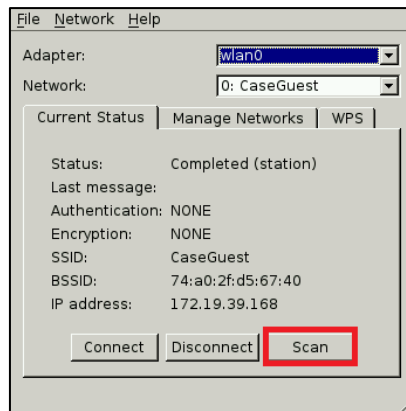 File Network Help
Adapter: wlan0
Network: 0: CaseGuest
Current Status Manage Networks WPS
Status: Completed (station)
Last message:
Authentication: NONE
Encryption: NONE
SSID: CaseGuest
BSSID: 74:a0:2f:d5:67:40
IP address: 172.19.39.168
Connect Disconnect Scan